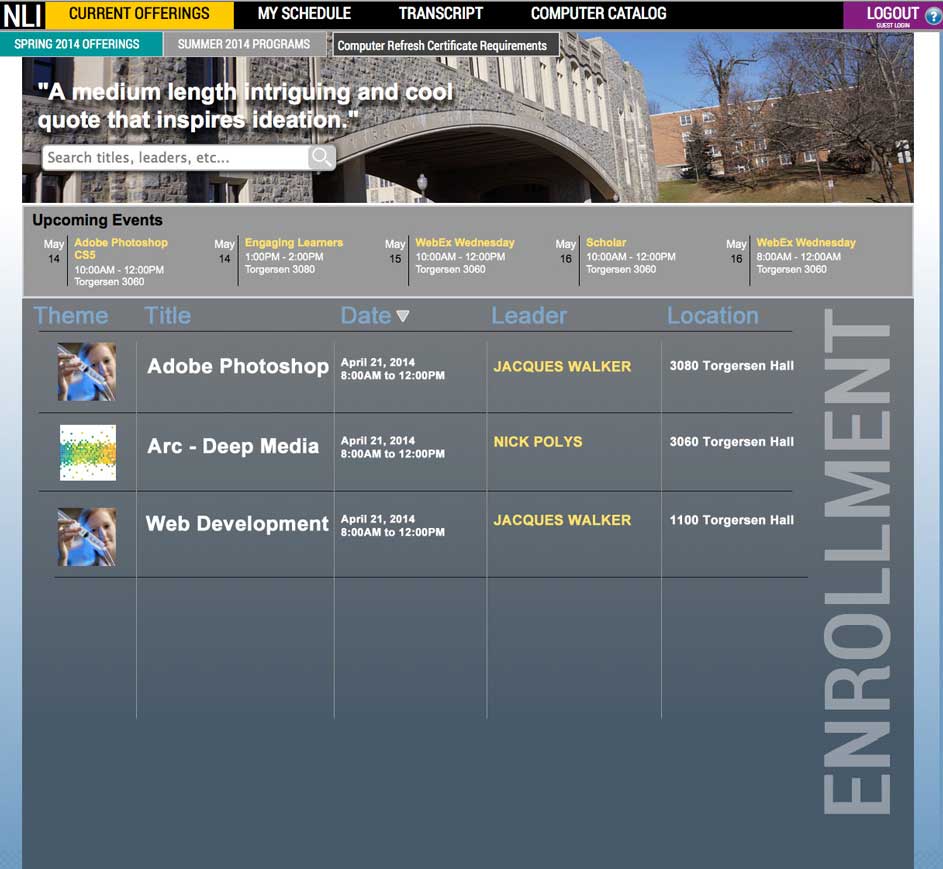 NLI CURRENT OFFERINGS MY SCHEDULE TRANSCRIPT COMPUTER CATALOG LOGOUT ?
GUEST LOGIN
SPRING 2014 OFFERINGS SUMMER 2014 PROGRAMS Computer Refresh Certificate Requirements
"A medium length intriguing and cool
quote that inspires ideation."
Search titles, leaders, etc...
Upcoming Events
May 14 Adobe Photoshop
CS5
10:00AM - 12:00PM
Torgersen 3060
May 14 Engaging Learners
1:00PM - 2:00PM
Torgersen 3080
May 15 WebEx Wednesday
10:00AM - 12:00PM
Torgersen 3060
May 16 Scholar
10:00AM - 12:00PM
Torgersen 3060
May 16 WebEx Wednesday
8:00AM - 12:00AM
Torgersen 3060
Theme Title Date Leader Location
Adobe Photoshop April 21, 2014
8:00AM to 12:00PM JACQUES WALKER 3080 Torgersen Hall
Arc - Deep Media April 21, 2014
8:00AM to 12:00PM NICK POLYS 3060 Torgersen Hall
Web Development April 21, 2014
8:00AM to 12:00PM JACQUES WALKER 1100 Torgersen Hall
ENROLLMENT